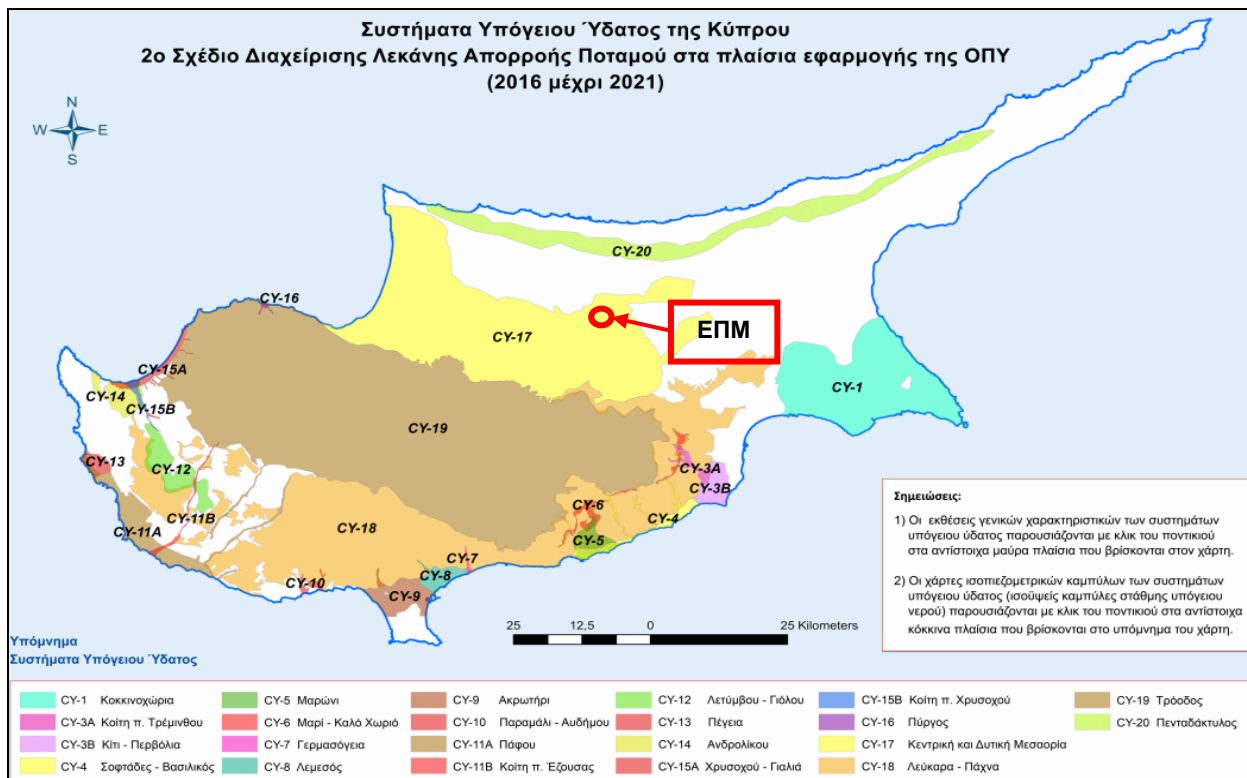 Συστήματα Υπόγειου Ύδατος της Κύπρου
2ο Σχέδιο Διαχείρισης Λεκάνης Απορροής Ποταμού στα πλαίσια εφαρμογής της ΟΠΥ
(2016 μέχρι 2021)
N
W E
S
CY-20
CY-16
ΕΠΜ
CY-17
CY-15A
CY-1
CY-14
CY-15B
CY-19
CY-13
CY-12
CY-3A
CY-3B
CY-6
CY-11B
CY-4
CY-11A
CY-18
CY-5
CY-7
CY-8
CY-10
CY-9
Σημειώσεις:
1) Οι εκθέσεις γενικών χαρακτηριστικών των συστημάτων
υπόγειου ύδατος παρουσιάζονται με κλικ του ποντικιού
στα αντίστοιχα μαύρα πλαίσια που βρίσκονται στον χάρτη.
2) Οι χάρτες ισοπιεζομετρικών καμπύλων των συστημάτων
υπόγειου ύδατος (ισοϋψείς καμπύλες στάθμης υπόγειου
νερού) παρουσιάζονται με κλικ του ποντικιού στα αντίστοιχα
κόκκινα πλαίσια που βρίσκονται στο υπόμνημα του χάρτη.
25 12,5 0 25 Kilometers
Υπόμνημα
Συστήματα Υπόγειου Ύδατος
CY-1 Κοκκινοχώρια
CY-3A Κοίτη π. Τρέμινθου
CY-3B Κίτι - Περβόλια
CY-4 Σοφτάδες - Βασιλικός
CY-5 Μαρώνι
CY-6 Μαρί - Καλό Χωριό
CY-7 Γερμασόγεια
CY-8 Λεμεσός
CY-9 Ακρωτήρι
CY-10 Παραμάλι - Αυδήμου
CY-11A Πάφου
CY-11B Κοίτη π. Έζουσας
CY-12 Λετύμβου - Γιόλου
CY-13 Πέγεια
CY-14 Ανδρολίκου
CY-15A Χρυσοχού - Γιαλιά
CY-15B Κοίτη π. Χρυσοχού
CY-16 Πύργος
CY-17 Κεντρική και Δυτική Μεσαορία
CY-18 Λεύκαρα - Πάχνα
CY-19 Τρόοδος
CY-20 Πενταδάκτυλος